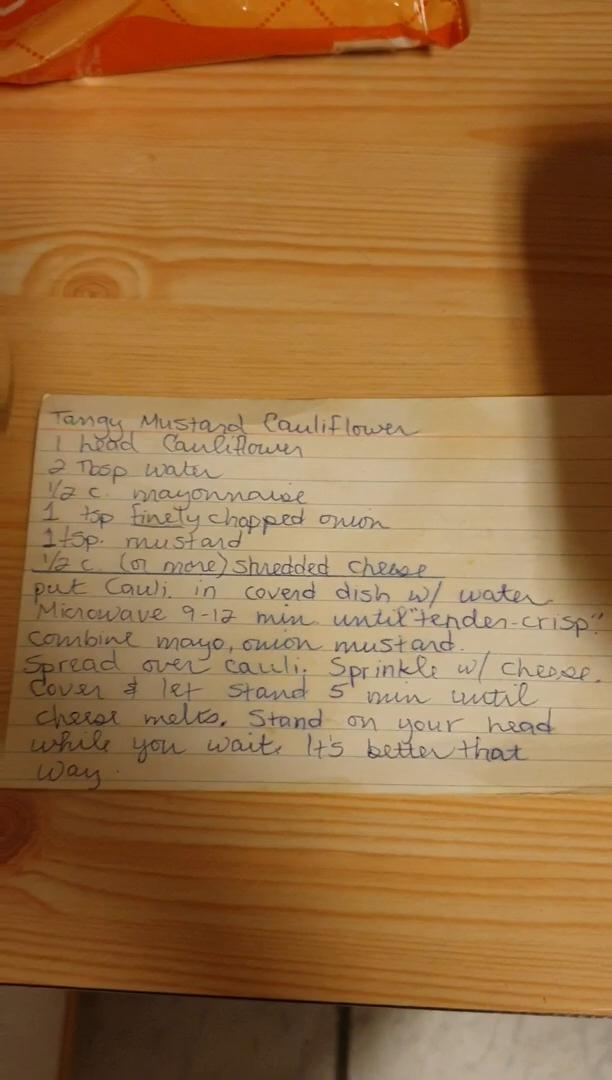 Tangy Mustard Cauliflower
1 head Cauliflower
2 Tbsp water
1/2 c. mayonnaise
1 tsp finely chopped onion
1 tsp. mustard
1/2 c. (or more) shredded cheese
put Cauli. in coverd dish w/ water.
Microwave 9-12 min. until "tender-crisp".
Combine mayo, onion mustard.
Spread over cauli. Sprinkle w/ cheese.
Cover & let stand 5 min until
cheese melts. Stand on your head
while you wait. It's better that
way.